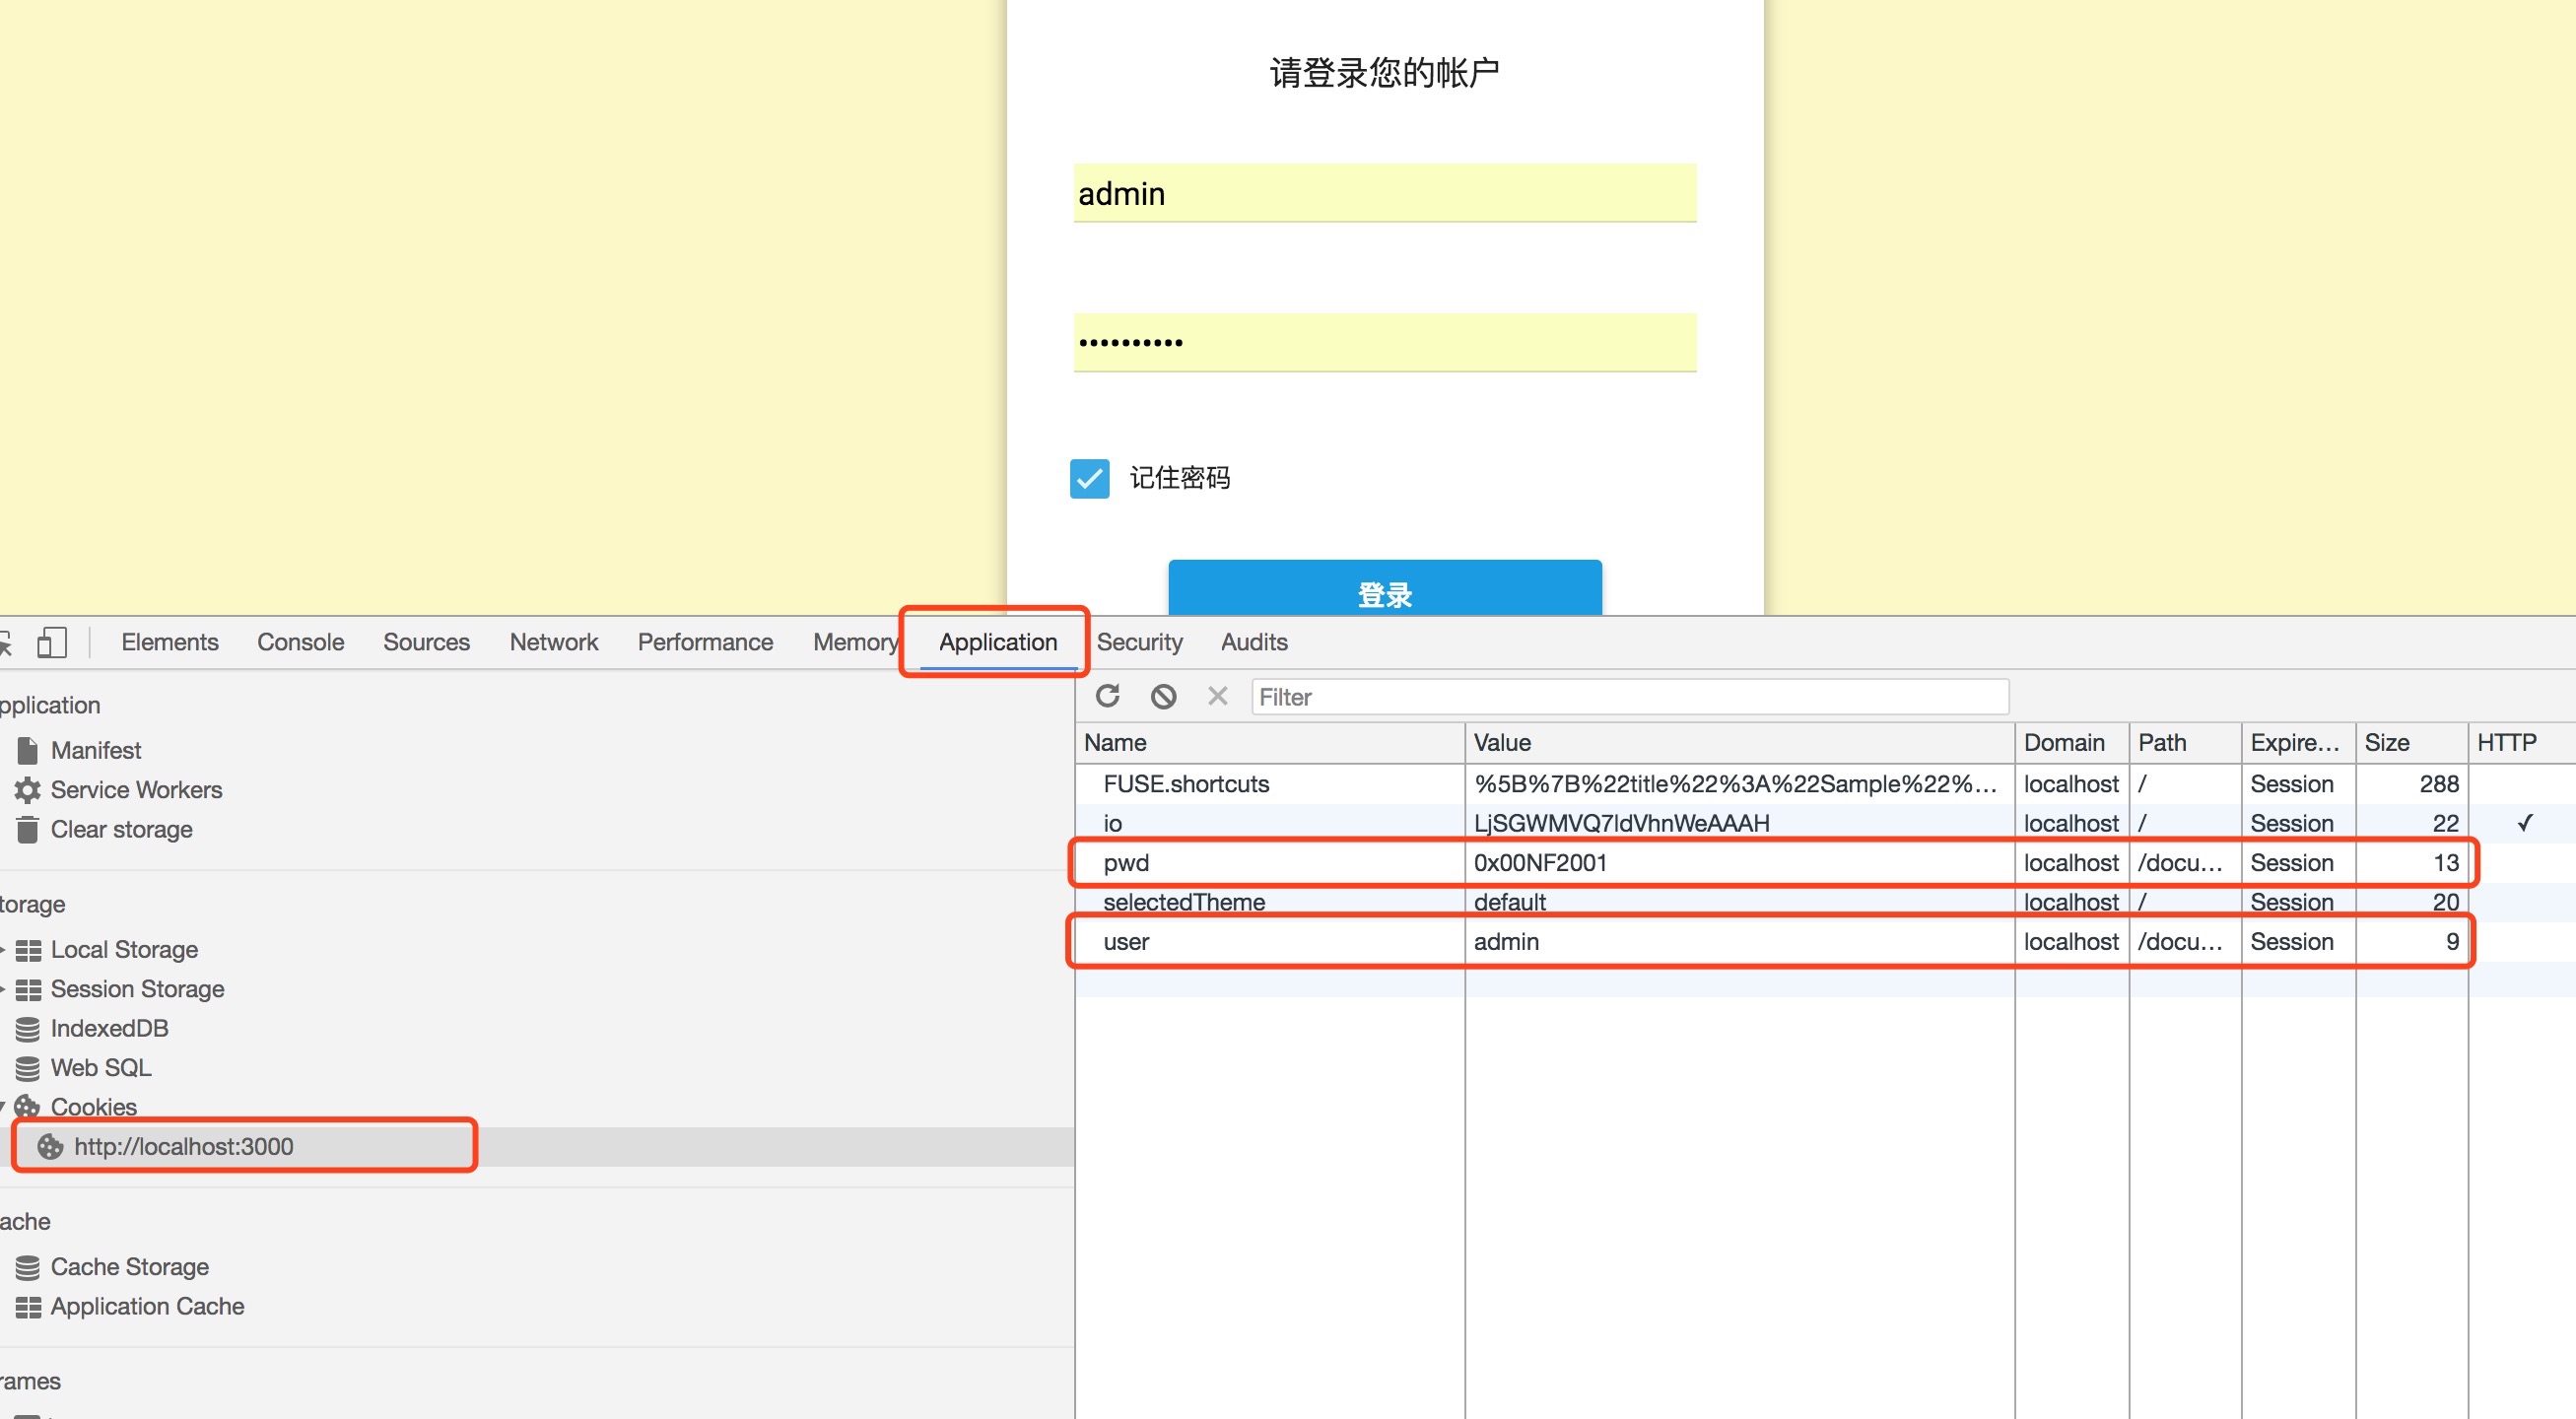 请登录您的帐户
admin
••••••••••
记住密码
登录
Elements Console Sources Network Performance Memory Application Security Audits
pplication
Manifest
Service Workers
Clear storage
torage
Local Storage
Session Storage
IndexedDB
Web SQL
Cookies
http://localhost:3000
ache
Cache Storage
Application Cache
rames
Filter
Name Value Domain Path Expire... Size HTTP
FUSE.shortcuts %5B%7B%22title%22%3A%22Sample%22%... localhost / Session 288
io LjSGWMVQ7ldVhnWeAAAH localhost / Session 22 ✓
pwd 0x00NF2001 localhost /docu... Session 13
selectedTheme default localhost / Session 20
user admin localhost /docu... Session 9